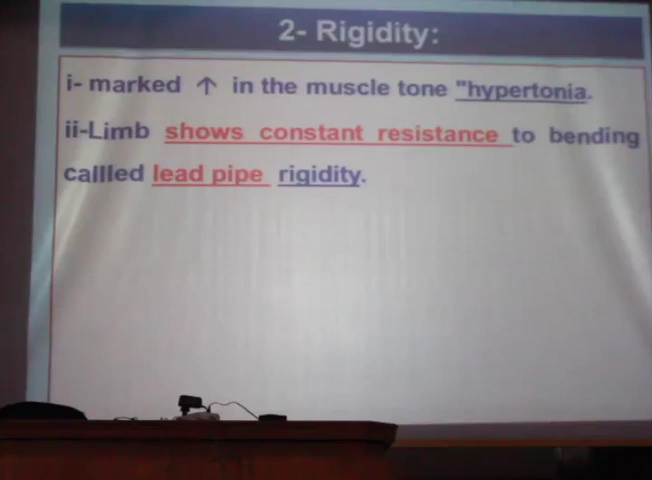 2- Rigidity:
i- marked ↑ in the muscle tone "hypertonia.
ii-Limb shows constant resistance to bending
callled lead pipe rigidity.